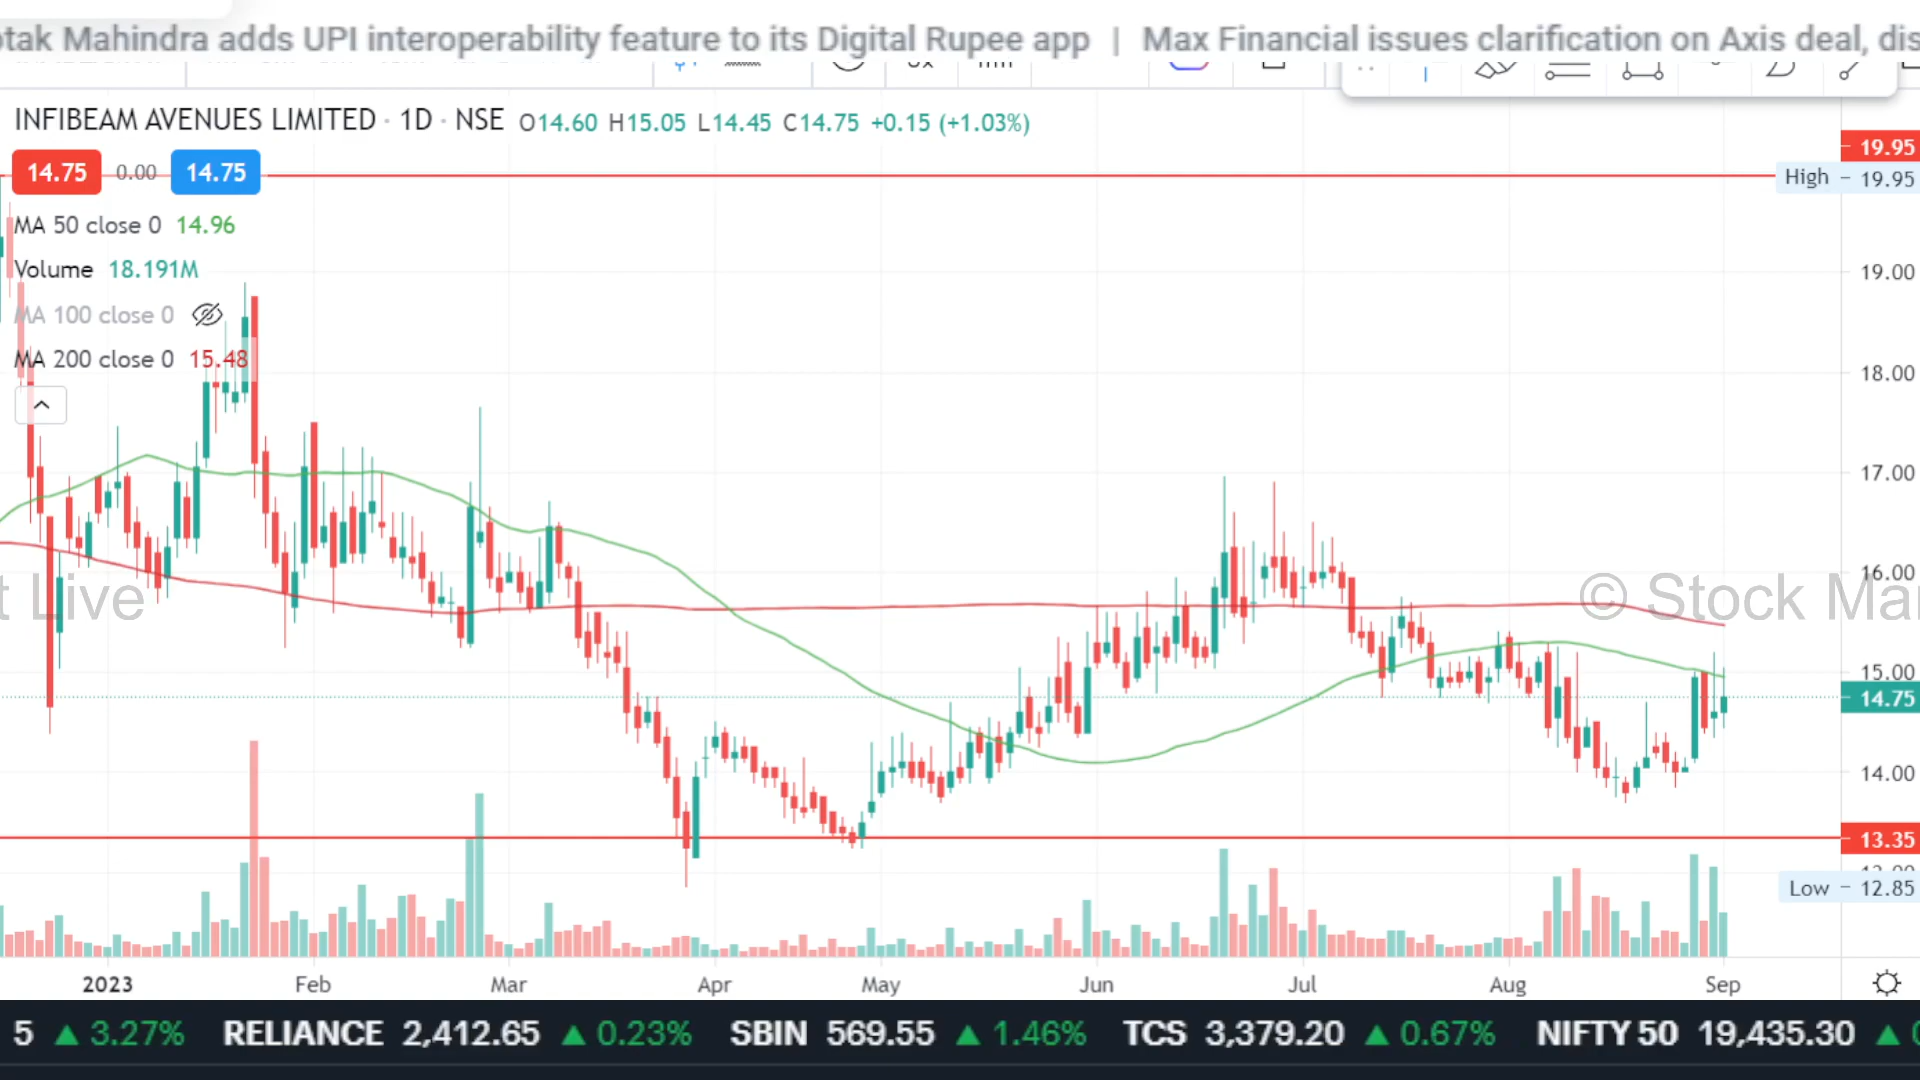 otak Mahindra adds UPI interoperability feature to its Digital Rupee app | Max Financial issues clarification on Axis deal, dis
INFIBEAM AVENUES LIMITED · 1D · NSE O14.60 H15.05 L14.45 C14.75 +0.15 (+1.03%)
19.95
14.75 0.00 14.75
High 19.95
MA 50 close 0 14.96
Volume 18.191M
19.00
MA 100 close 0
MA 200 close 0 15.48
18.00
17.00
16.00
t Live
© Stock Ma
15.00
14.75
14.00
13.35
Low 12.85
2023 Feb Mar Apr May Jun Jul Aug Sep
5 ▲ 3.27% RELIANCE 2,412.65 ▲ 0.23% SBIN 569.55 ▲ 1.46% TCS 3,379.20 ▲ 0.67% NIFTY 50 19,435.30 ▲